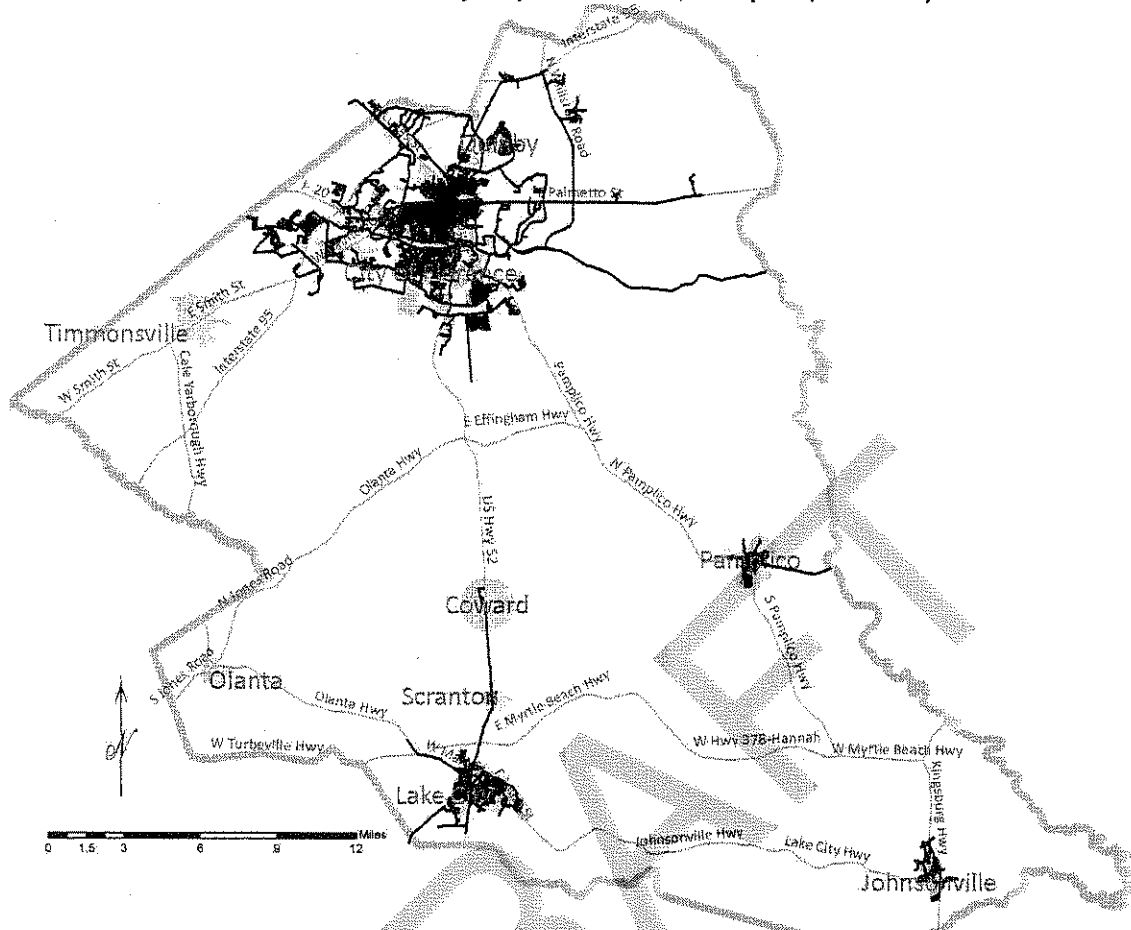 Interstate 95
Road
E Palmetto St
E Smith St
Timmonsville
Interstate 95
W Smith St
Cale Yarborough Hwy
Pamplico Hwy
E Effingham Hwy
Olanta Hwy
N Pamplico Hwy
US Hwy 52
Pamplico
N Jones Road
Coward
S Pamplico Hwy
S Jones Road
Olanta
Scranton
E Myrtle Beach Hwy
Olanta Hwy
W Turbeville Hwy
W Hwy 378-Hannah
W Myrtle Beach Hwy
Kingsburg Hwy
Lake
Miles
0 1.5 3 6 9 12
Johnsonville Hwy
Lake City Hwy
Johnsonville